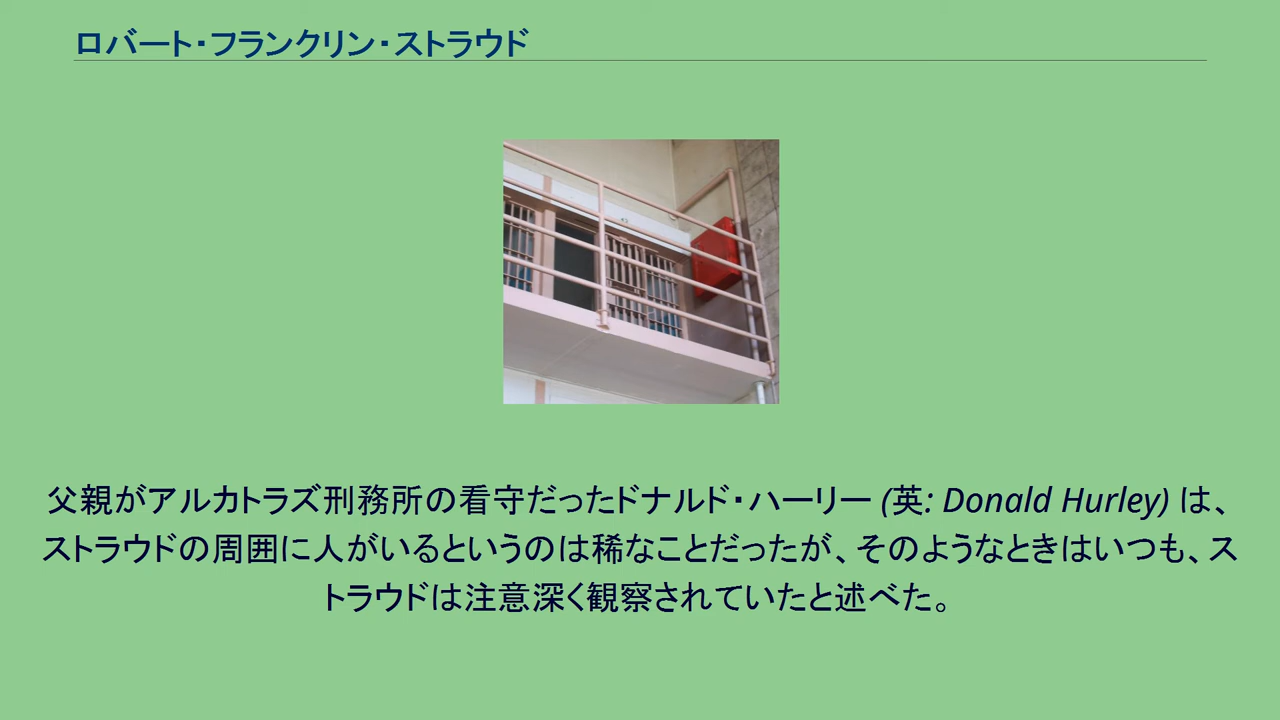 ロバート・フランクリン・ストラウド
父親がアルカトラズ刑務所の看守だったドナルド・ハーリー (英: Donald Hurley) は、
ストラウドの周囲に人がいるというのは稀なことだったが、そのようなときはいつも、ス
トラウドは注意深く観察されていたと述べた。